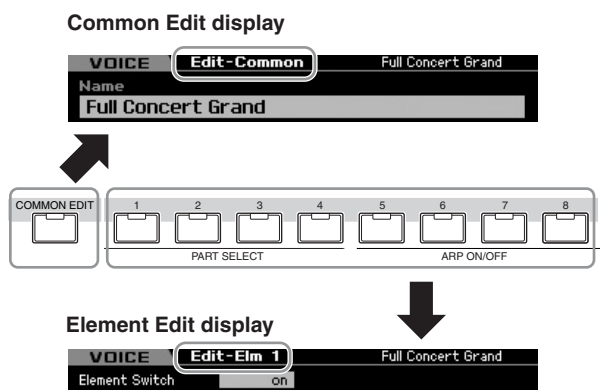 Common Edit display
VOICE Edit-Common Full Concert Grand
Name
Full Concert Grand
COMMON EDIT 1 2 3 4 5 6 7 8
PART SELECT ARP ON/OFF
Element Edit display
VOICE Edit-Elm 1 Full Concert Grand
Element Switch on